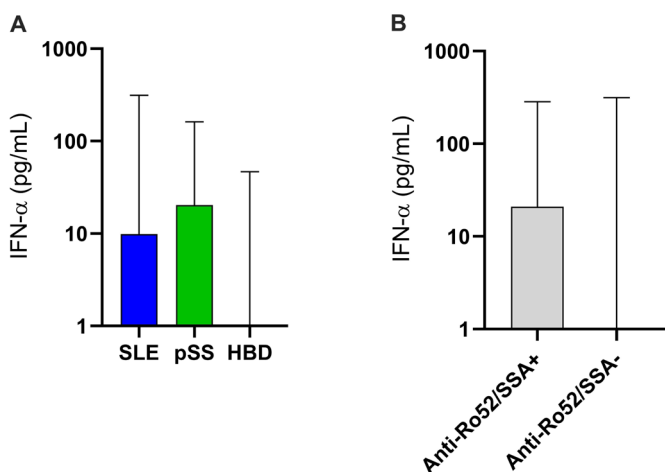 A
IFN-α (pg/mL)
1000
100
10
1
SLE pSS HBD
B
IFN-α (pg/mL)
1000
100
10
1
Anti-Ro52/SSA+
Anti-Ro52/SSA-